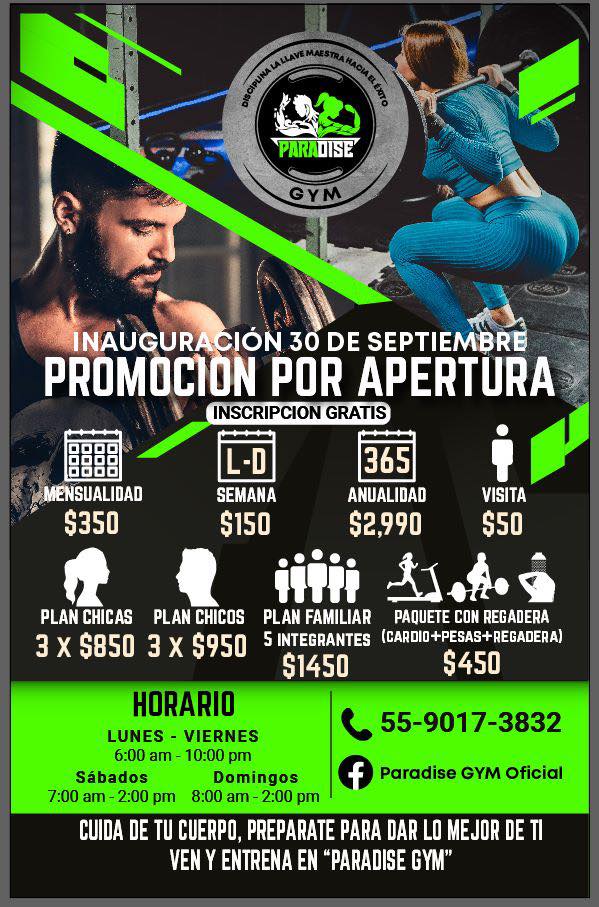 DISCIPLINA LA LLAVE MAESTRA HACIA EL ÉXITO
PARADISE
GYM
INAUGURACIÓN 30 DE SEPTIEMBRE
PROMOCION POR APERTURA
INSCRIPCION GRATIS
L-D
365
MENSUALIDAD
SEMANA
ANUALIDAD
VISITA
$350
$150
$2,990
$50
PLAN CHICAS
3 X $850
PLAN CHICOS
3 X $950
PLAN FAMILIAR
5 INTEGRANTES
$1450
PAQUETE CON REGADERA
(CARDIO+PESAS+REGADERA)
$450
HORARIO
LUNES - VIERNES
6:00 am - 10:00 pm
Sábados
7:00 am - 2:00 pm
Domingos
8:00 am - 2:00 pm
55-9017-3832
Paradise GYM Oficial
CUIDA DE TU CUERPO, PREPARATE PARA DAR LO MEJOR DE TI
VEN Y ENTRENA EN “PARADISE GYM”